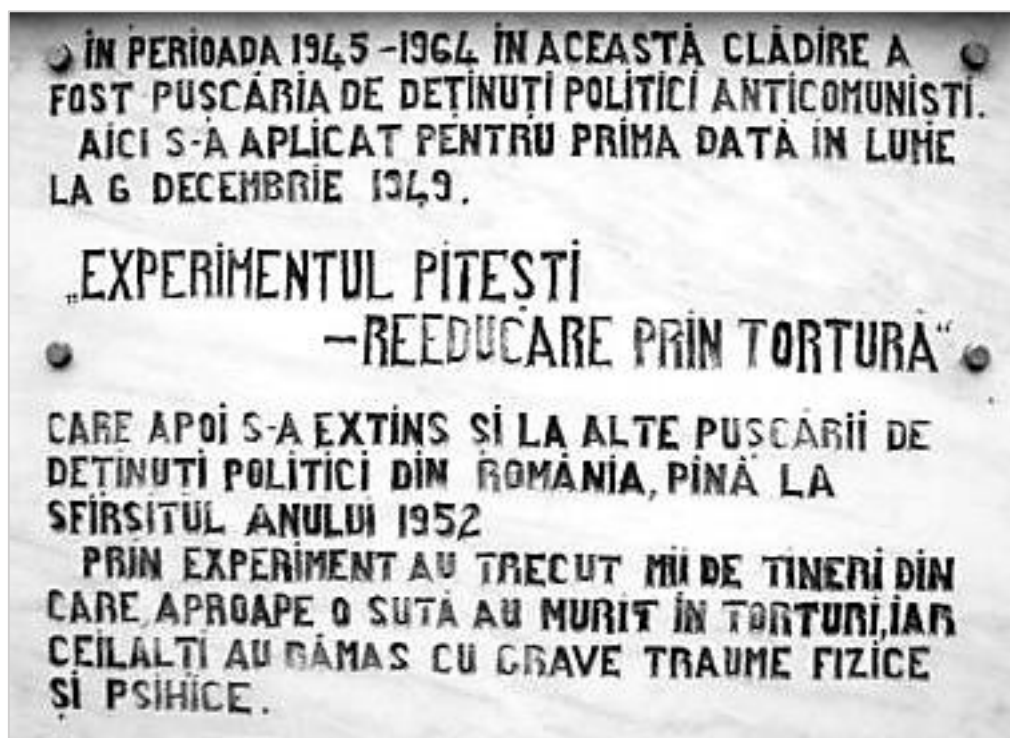 ÎN PERIOADA 1945-1964 ÎN ACEASTĂ CLĂDIRE A
FOST PUȘCĂRIA DE DEȚINUȚI POLITICI ANTICOMUNIȘTI.
AICI S-A APLICAT PENTRU PRIMA DATĂ ÎN LUME
LA 6 DECEMBRIE 1949.
„EXPERIMENTUL PITEȘTI
-REEDUCARE PRIN TORTURĂ“
CARE APOI S-A EXTINS ȘI LA ALTE PUȘCĂRII DE
DEȚINUȚI POLITICI DIN ROMÂNIA, PÎNĂ LA
SFÎRȘITUL ANULUI 1952
PRIN EXPERIMENT AU TRECUT MII DE TINERI DIN
CARE, APROAPE O SUTĂ AU MURIT ÎN TORTURI, IAR
CEILALȚI AU RĂMAS CU GRAVE TRAUME FIZICE
ȘI PSIHICE.